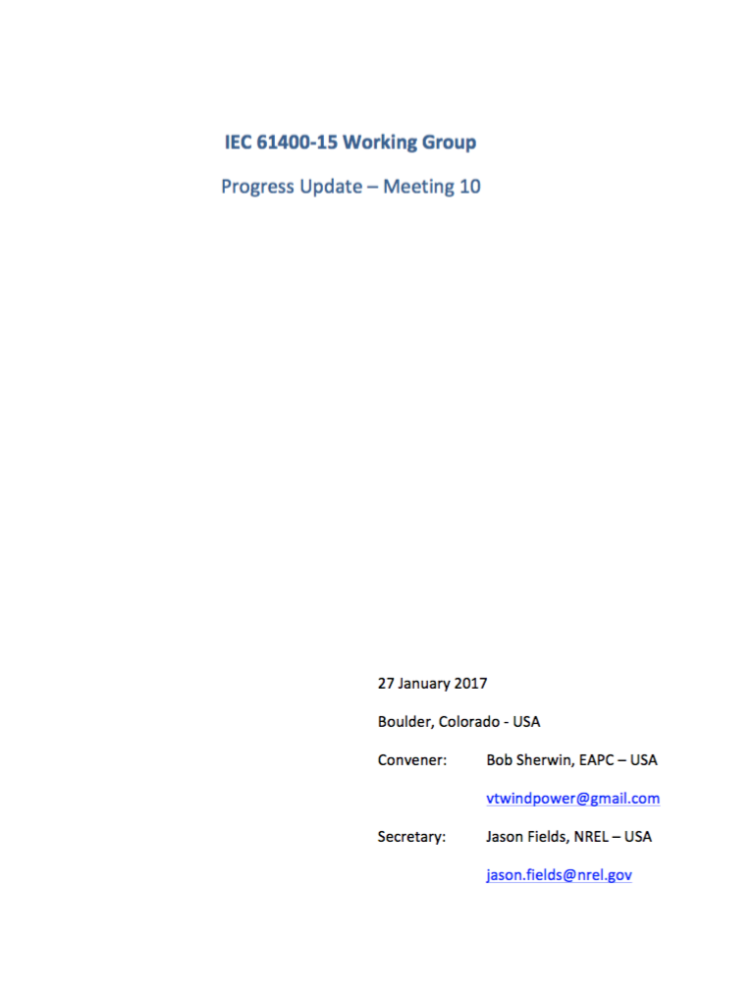 IEC 61400-15 Working Group
Progress Update – Meeting 10
27 January 2017
Boulder, Colorado - USA
Convener: Bob Sherwin, EAPC – USA
vtwindpower@gmail.com
Secretary: Jason Fields, NREL – USA
jason.fields@nrel.gov